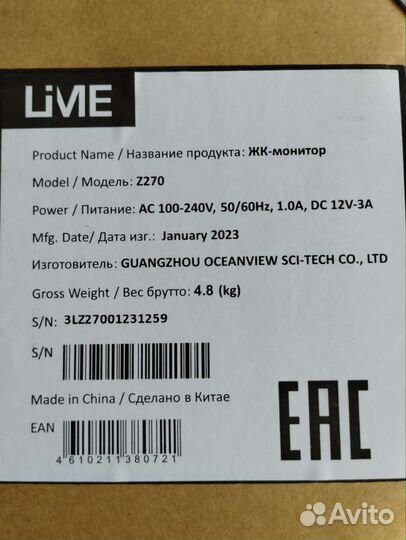 LiME
Product Name / Название продукта: ЖК-монитор
Model / Модель: Z270
Power / Питание: AC 100-240V, 50/60Hz, 1.0A, DC 12V-3A
Mfg. Date/ Дата изг.: January 2023
Изготовитель: GUANGZHOU OCEANVIEW SCI-TECH CO., LTD
Gross Weight / Вес брутто: 4.8 (kg)
S/N: 3LZ27001231259
S/N
Made in China / Сделано в Китае
EAN
4610211380721
EAC
Avito